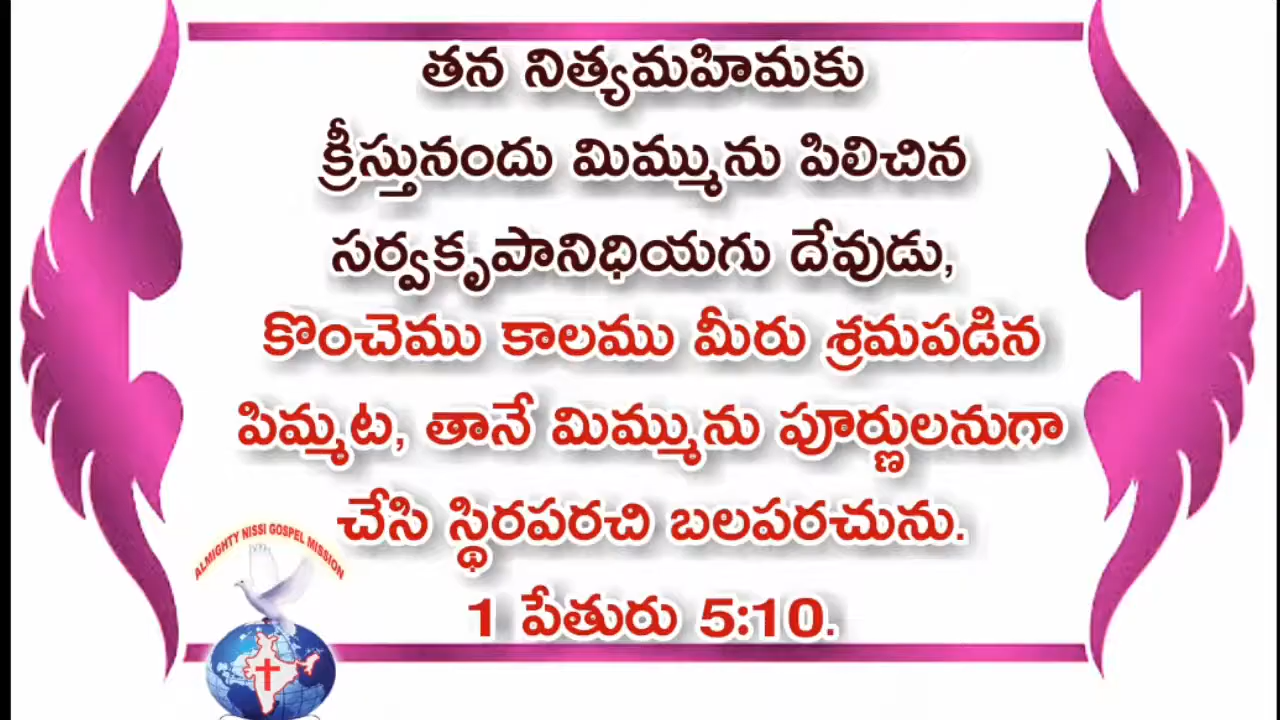 తన నిత్యమహిమకు
క్రీస్తునందు మిమ్మును పిలిచిన
సర్వకృపానిధియగు దేవుడు,
కొంచెము కాలము మీరు శ్రమపడిన
పిమ్మట, తానే మిమ్మును పూర్ణులనుగా
చేసి స్థిరపరచి బలపరచును.
1 పేతురు 5:10.
ALMIGHTY NISSI GOSPEL MISSION